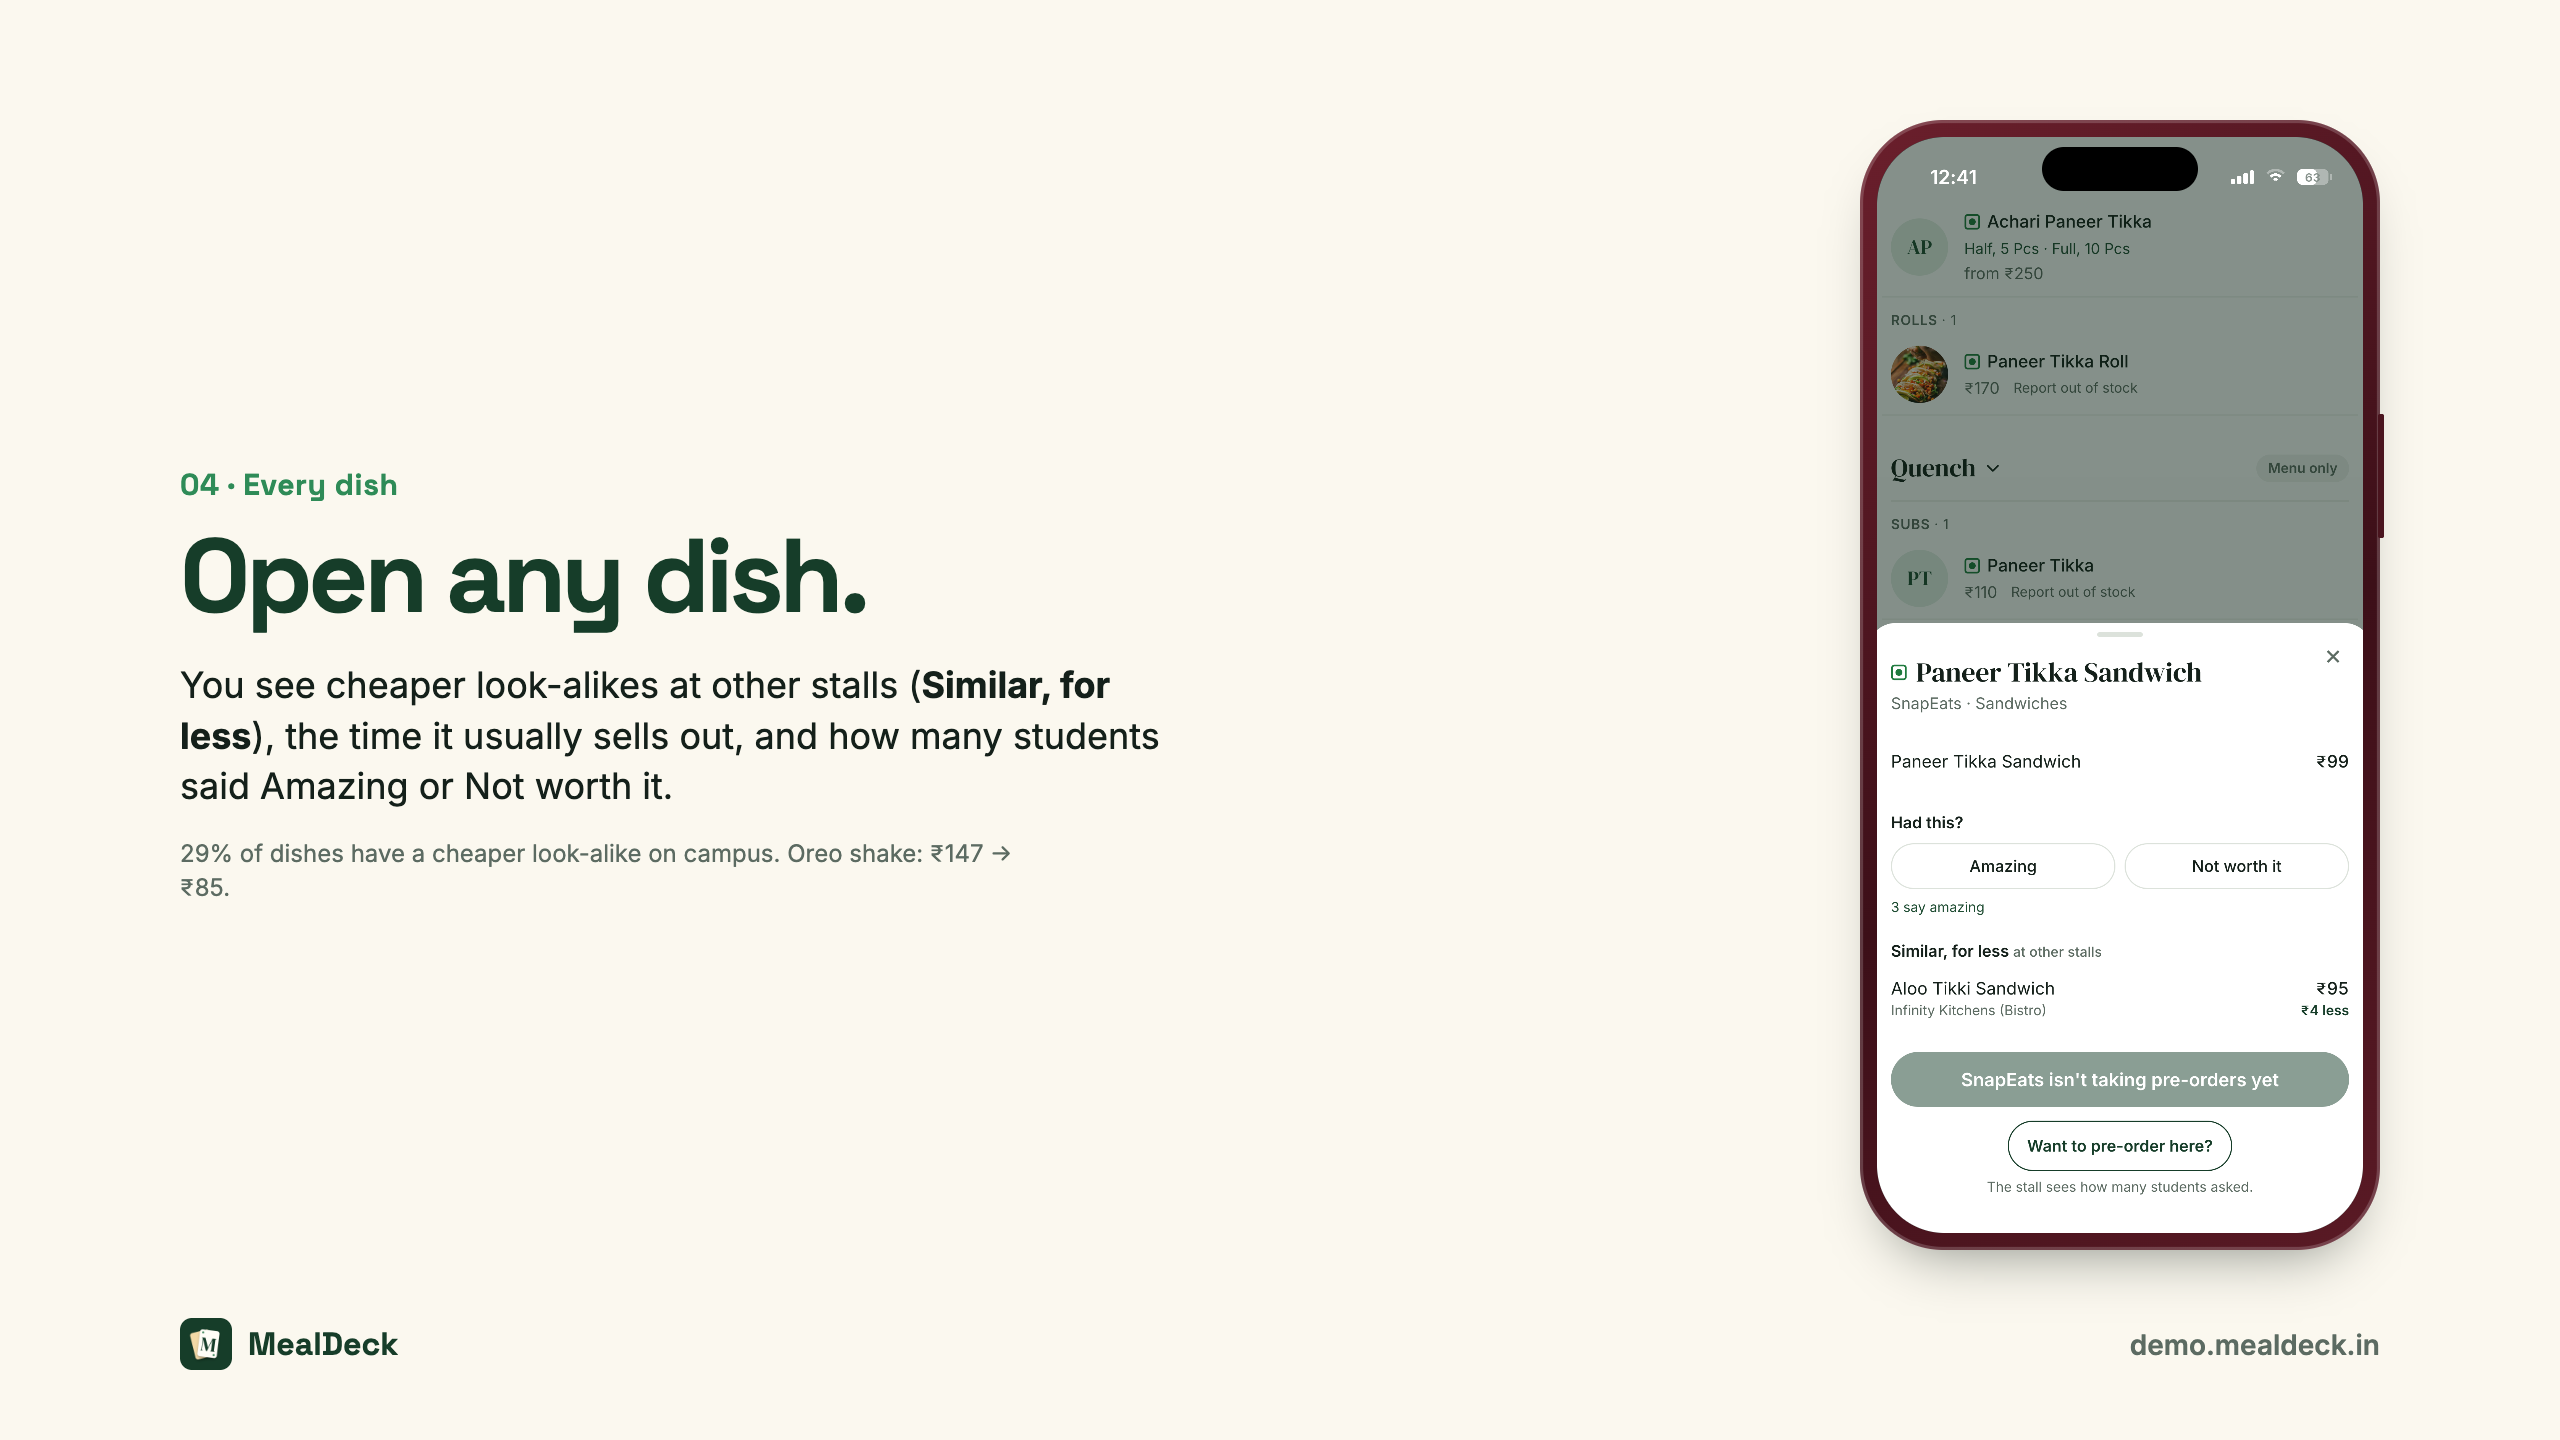 04 · Every dish
Open any dish.
You see cheaper look-alikes at other stalls (Similar, for
less), the time it usually sells out, and how many students
said Amazing or Not worth it.
29% of dishes have a cheaper look-alike on campus. Oreo shake: ₹147 →
₹85.
12:41
63
AP
Achari Paneer Tikka
Half, 5 Pcs · Full, 10 Pcs
from ₹250
ROLLS · 1
Paneer Tikka Roll
₹170 Report out of stock
Quench
Menu only
SUBS · 1
PT
Paneer Tikka
₹110 Report out of stock
Paneer Tikka Sandwich
SnapEats · Sandwiches
Paneer Tikka Sandwich ₹99
Had this?
Amazing
Not worth it
3 say amazing
Similar, for less at other stalls
Aloo Tikki Sandwich ₹95
Infinity Kitchens (Bistro) ₹4 less
SnapEats isn't taking pre-orders yet
Want to pre-order here?
The stall sees how many students asked.
M
MealDeck
demo.mealdeck.in